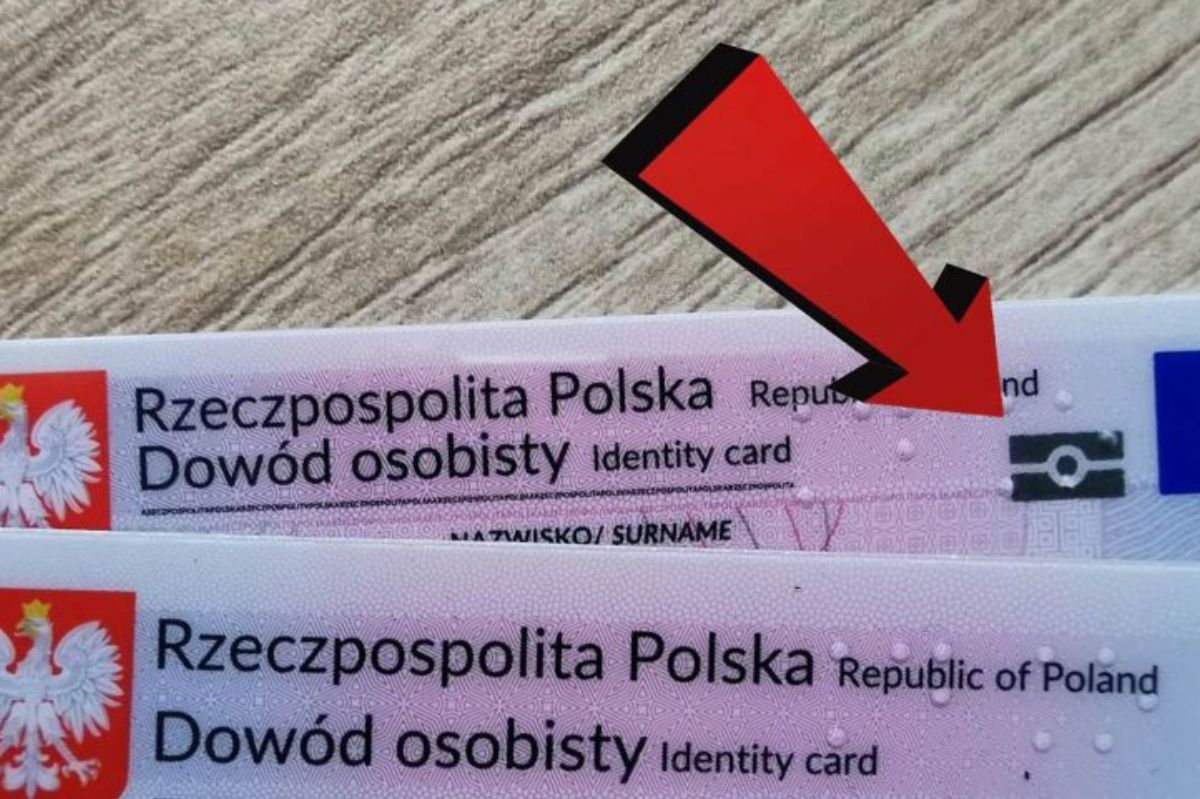 Rzeczpospolita Polska Repub nd
Dowód osobisty Identity card
NAZWISKO/ SURNAME
Rzeczpospolita Polska Republic of Poland
Dowód osobisty Identity card